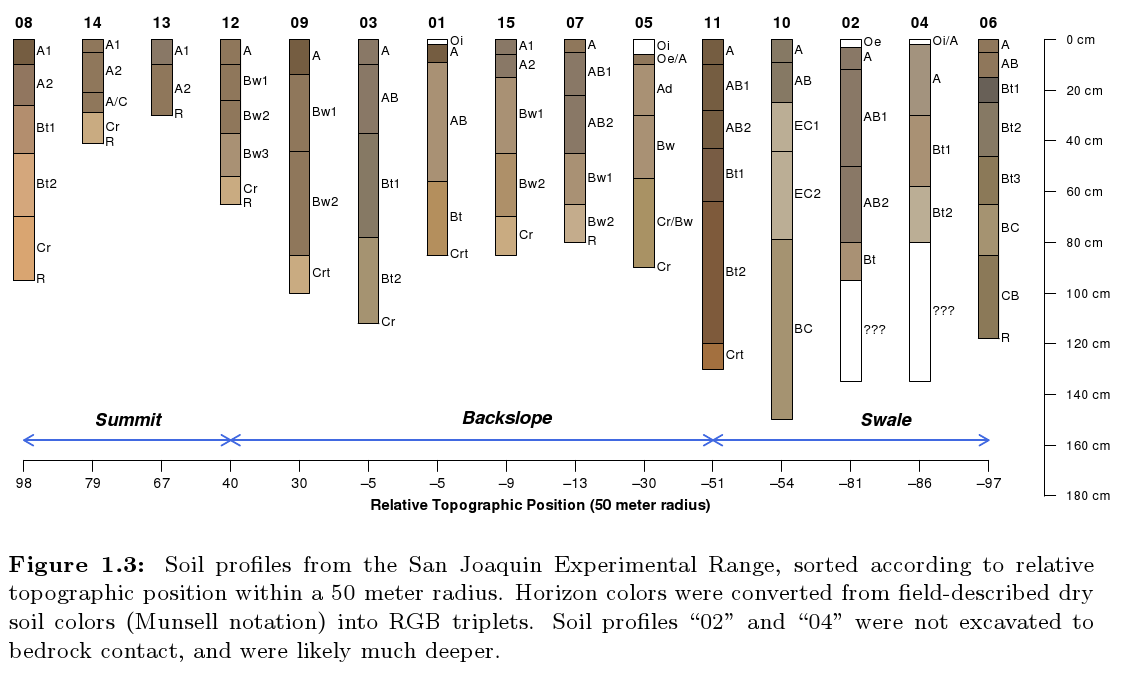 08 14 13 12 09 03 01 15 07 05 11 10 02 04 06
A1
A2
Bt1
Bt2
Cr
R
A1
A2
A/C
Cr
R
A1
A2
R
A
Bw1
Bw2
Bw3
Cr
R
A
Bw1
Bw2
Crt
A
AB
Bt1
Bt2
Cr
Oi
A
AB
Bt
Crt
A1
A2
Bw1
Bw2
Cr
A
AB1
AB2
Bw1
Bw2
R
Oi
Oe/A
Ad
Bw
Cr/Bw
Cr
A
AB1
AB2
Bt1
Bt2
Crt
A
AB
EC1
EC2
BC
Oe
A
AB1
AB2
Bt
???
Oi/A
A
Bt1
Bt2
???
A
AB
Bt1
Bt2
Bt3
BC
CB
R
0 cm
20 cm
40 cm
60 cm
80 cm
100 cm
120 cm
140 cm
160 cm
180 cm
Summit Backslope Swale
98 79 67 40 30 −5 −5 −9 −13 −30 −51 −54 −81 −86 −97
Relative Topographic Position (50 meter radius)
Figure 1.3: Soil profiles from the San Joaquin Experimental Range, sorted according to relative
topographic position within a 50 meter radius. Horizon colors were converted from field-described dry
soil colors (Munsell notation) into RGB triplets. Soil profiles “02” and “04” were not excavated to
bedrock contact, and were likely much deeper.